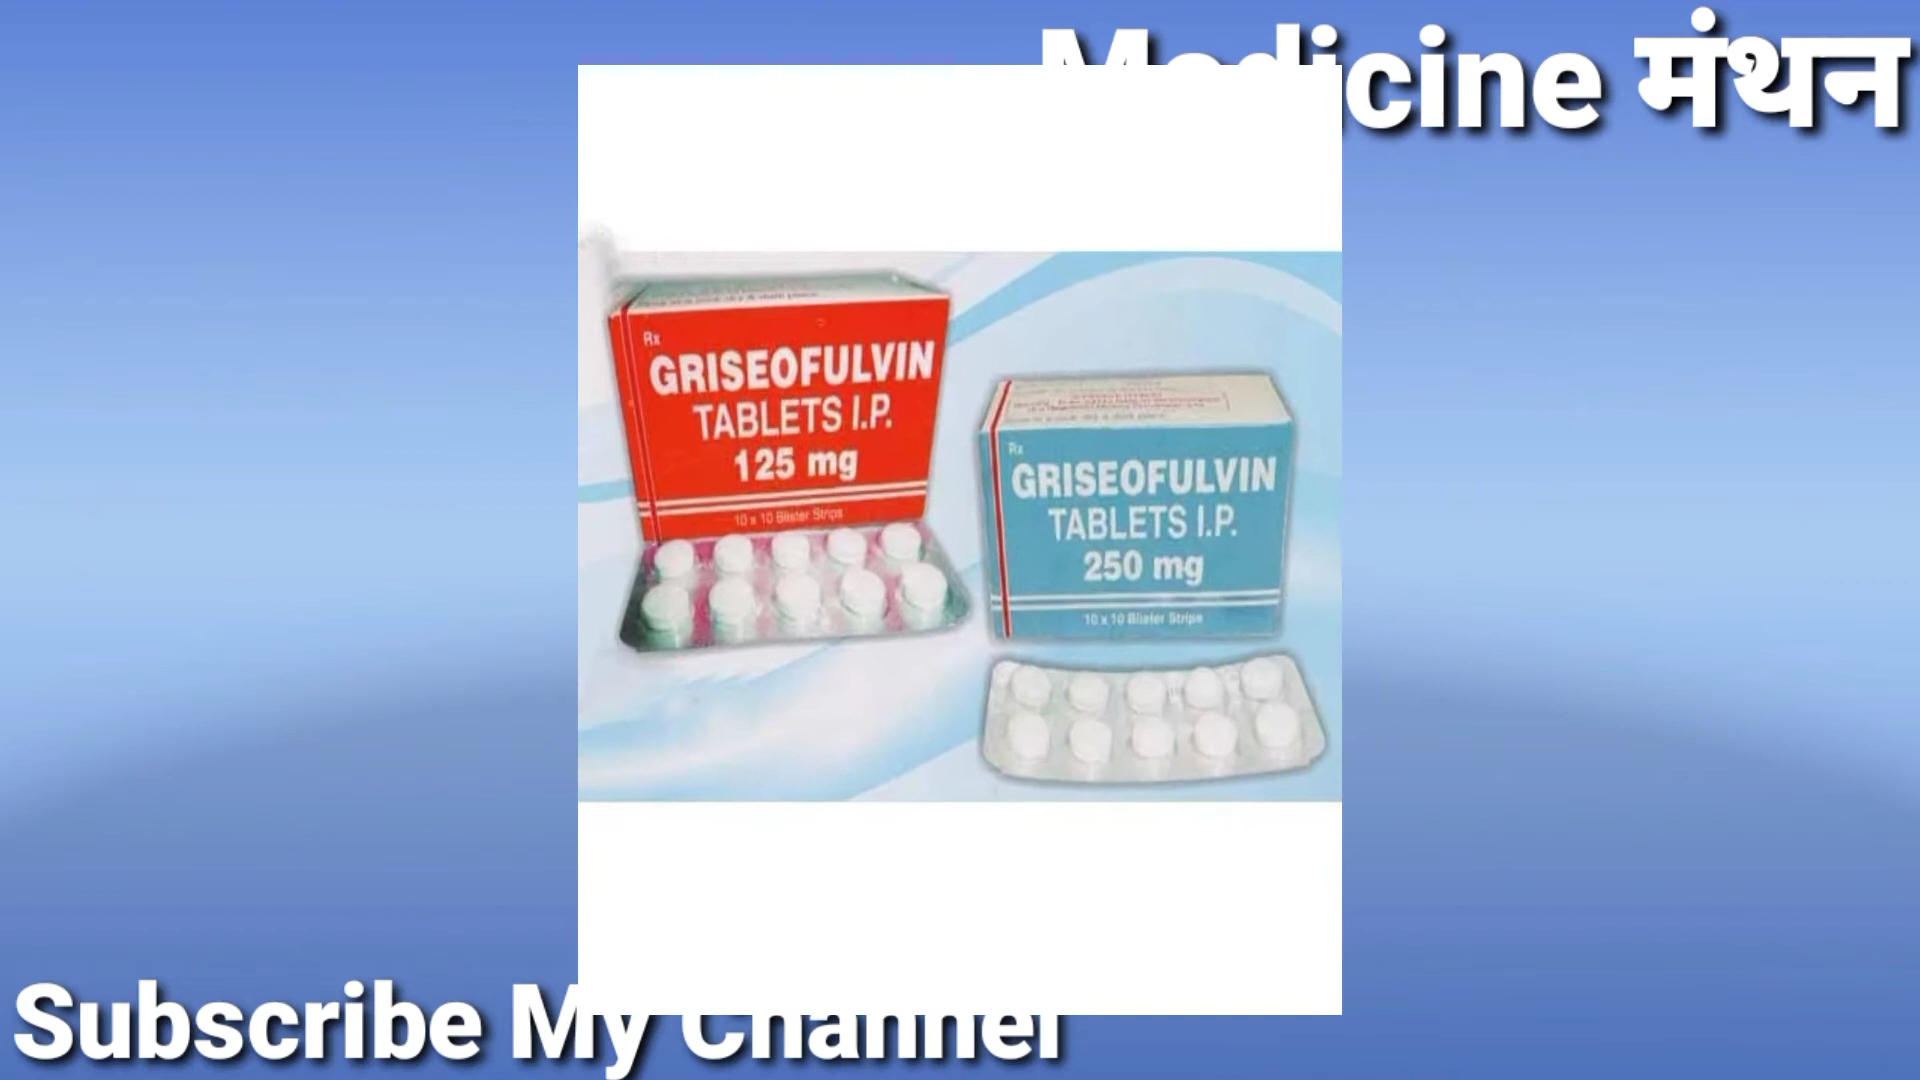 Medicine मंथन
Rx
GRISEOFULVIN
TABLETS I.P.
125 mg
10 x 10 Blister Strips
Rx
GRISEOFULVIN
TABLETS I.P.
250 mg
10 x 10 Blister Strips
Subscribe My Channel